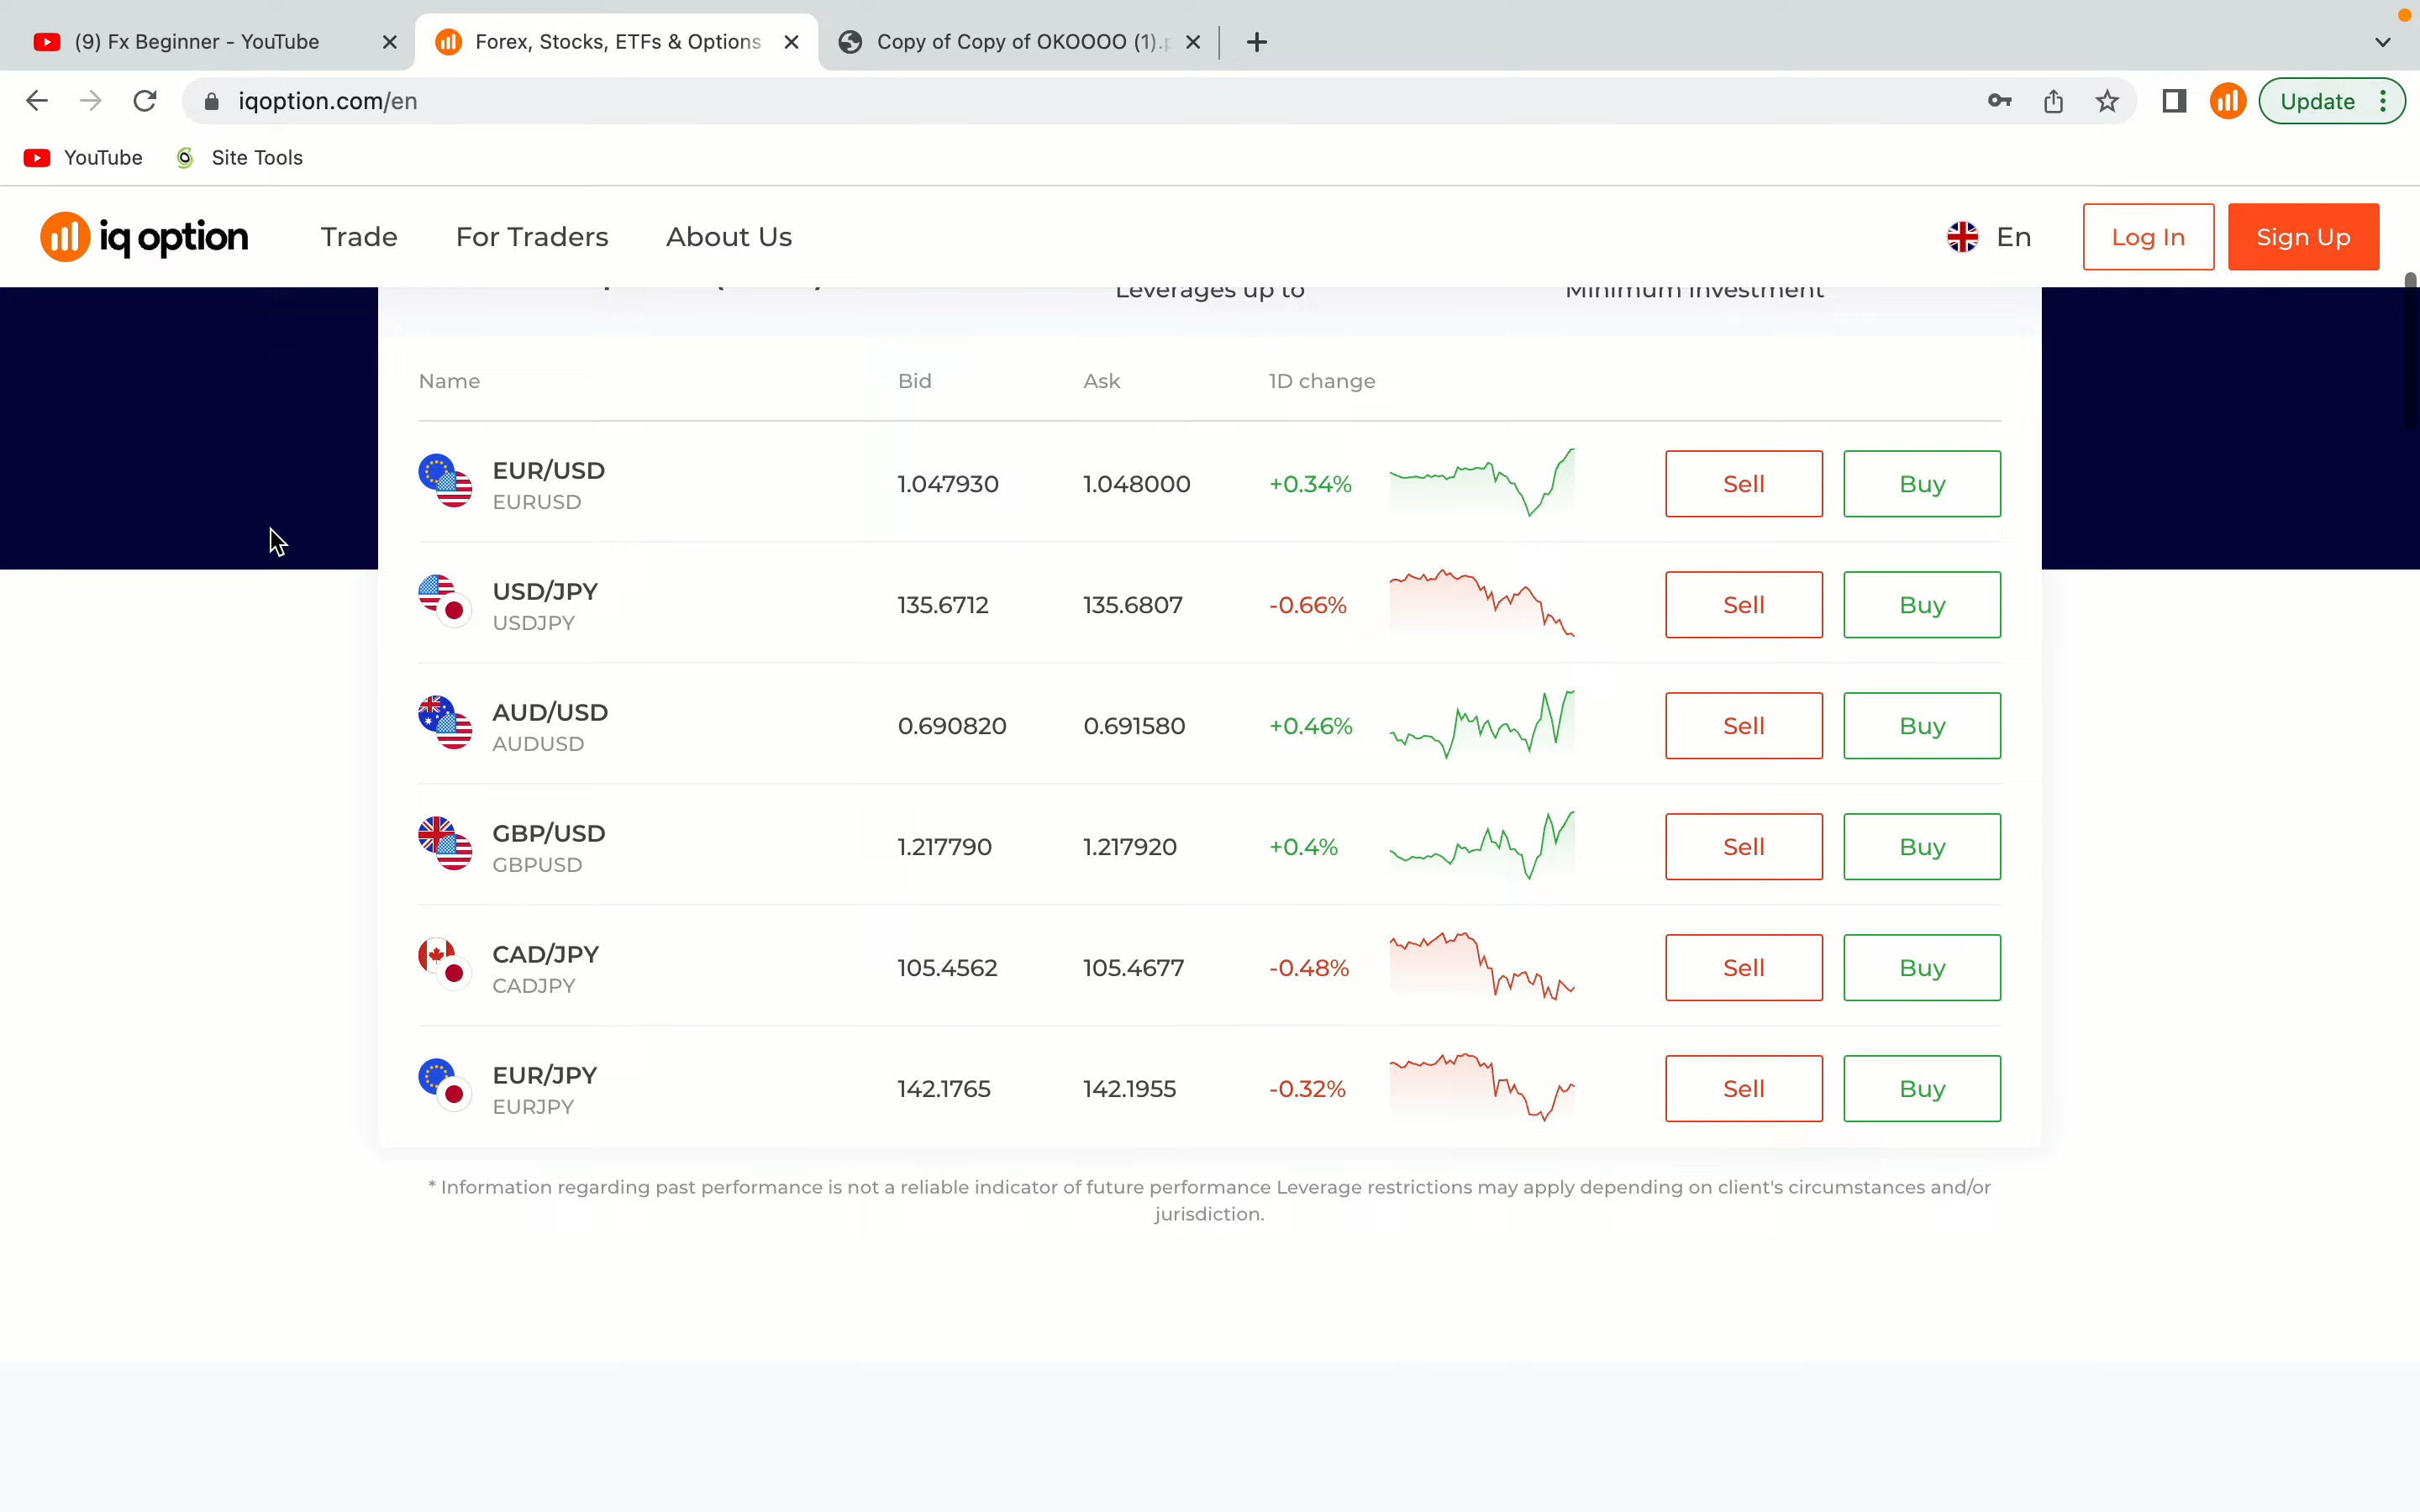 (9) Fx Beginner - YouTube
Forex, Stocks, ETFs & Options
Copy of Copy of OKOOOO (1).p
iqoption.com/en
Update
YouTube
Site Tools
iq option
Trade
For Traders
About Us
En
Log In
Sign Up
Leverages up to
Minimum Investment
Name Bid Ask 1D change
EUR/USD
EURUSD
1.047930 1.048000 +0.34% Sell Buy
USD/JPY
USDJPY
135.6712 135.6807 -0.66% Sell Buy
AUD/USD
AUDUSD
0.690820 0.691580 +0.46% Sell Buy
GBP/USD
GBPUSD
1.217790 1.217920 +0.4% Sell Buy
CAD/JPY
CADJPY
105.4562 105.4677 -0.48% Sell Buy
EUR/JPY
EURJPY
142.1765 142.1955 -0.32% Sell Buy
* Information regarding past performance is not a reliable indicator of future performance Leverage restrictions may apply depending on client's circumstances and/or
jurisdiction.